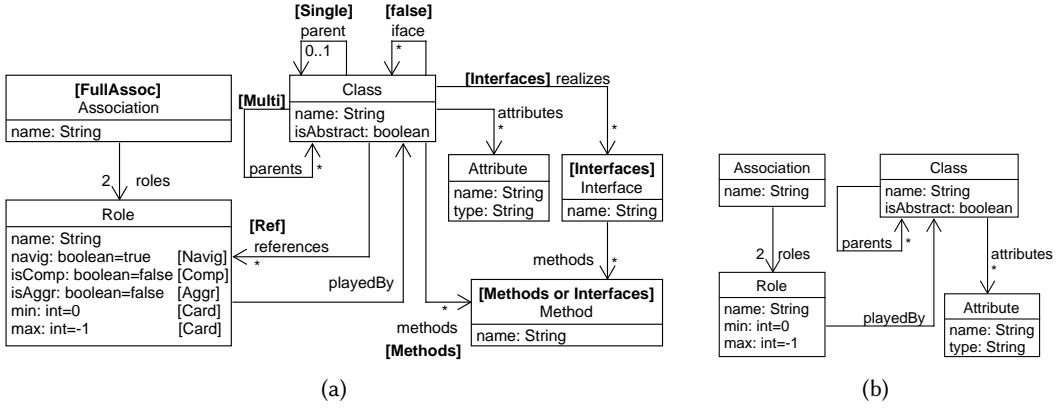 [Single]
parent
0..1
[false]
iface
*
[FullAssoc]
Association
name: String
Class
name: String
isAbstract: boolean
[Multi]
parents
*
[Interfaces] realizes
*
attributes
*
Attribute
name: String
type: String
[Interfaces]
Interface
name: String
2 roles
Role
name: String
navig: boolean=true [Navig]
isComp: boolean=false [Comp]
isAggr: boolean=false [Aggr]
min: int=0 [Card]
max: int=-1 [Card]
[Ref]
references
*
playedBy
methods
*
[Methods or Interfaces]
Method
name: String
*
methods
[Methods]
(a)
Association
name: String
Class
name: String
isAbstract: boolean
parents
*
2 roles
attributes
*
Role
name: String
min: int=0
max: int=-1
playedBy
Attribute
name: String
type: String
(b)